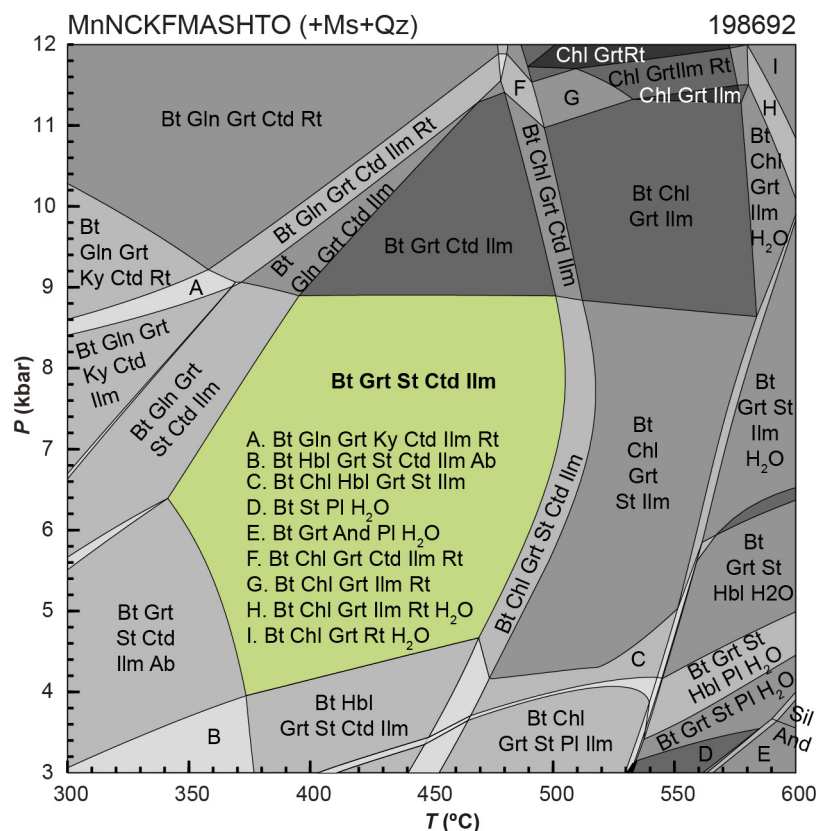 MnNCKFMASHTO (+Ms+Qz) 198692
12
11
10
9
8
7
6
5
4
3
P (kbar)
Chl GrtRt
Chl GrtIlm Rt
Chl Grt Ilm
I
H
F
G
Bt Gln Grt Ctd Rt
Bt Gln Grt Ctd Ilm Rt
Bt
Gln Grt Ctd Ilm
Bt Chl Grt Ctd Ilm
Bt
Chl
Grt
Ilm
H2O
Bt Chl
Grt Ilm
Bt
Gln Grt
Ky Ctd Rt
Bt Grt Ctd Ilm
A
Bt Gln Grt
Ky Ctd
Ilm
Bt Gln Grt
St Ctd Ilm
Bt Grt St Ctd Ilm
A. Bt Gln Grt Ky Ctd Ilm Rt
B. Bt Hbl Grt St Ctd Ilm Ab
C. Bt Chl Hbl Grt St Ilm
D. Bt St Pl H2O
E. Bt Grt And Pl H2O
F. Bt Chl Grt Ctd Ilm Rt
G. Bt Chl Grt Ilm Rt
H. Bt Chl Grt Ilm Rt H2O
I. Bt Chl Grt Rt H2O
Bt Chl Grt St Ctd Ilm
Bt
Chl
Grt
St Ilm
Bt
Grt St
Ilm
H2O
Bt
Grt St
Hbl H2O
Bt Grt
St Ctd
Ilm Ab
C
Bt Grt St
Hbl Pl H2O
Bt Grt St Pl H2O
B
Bt Hbl
Grt St Ctd Ilm
Bt Chl
Grt St Pl Ilm
D
E
Sil
And
300 350 400 450 500 550 600
T (ºC)